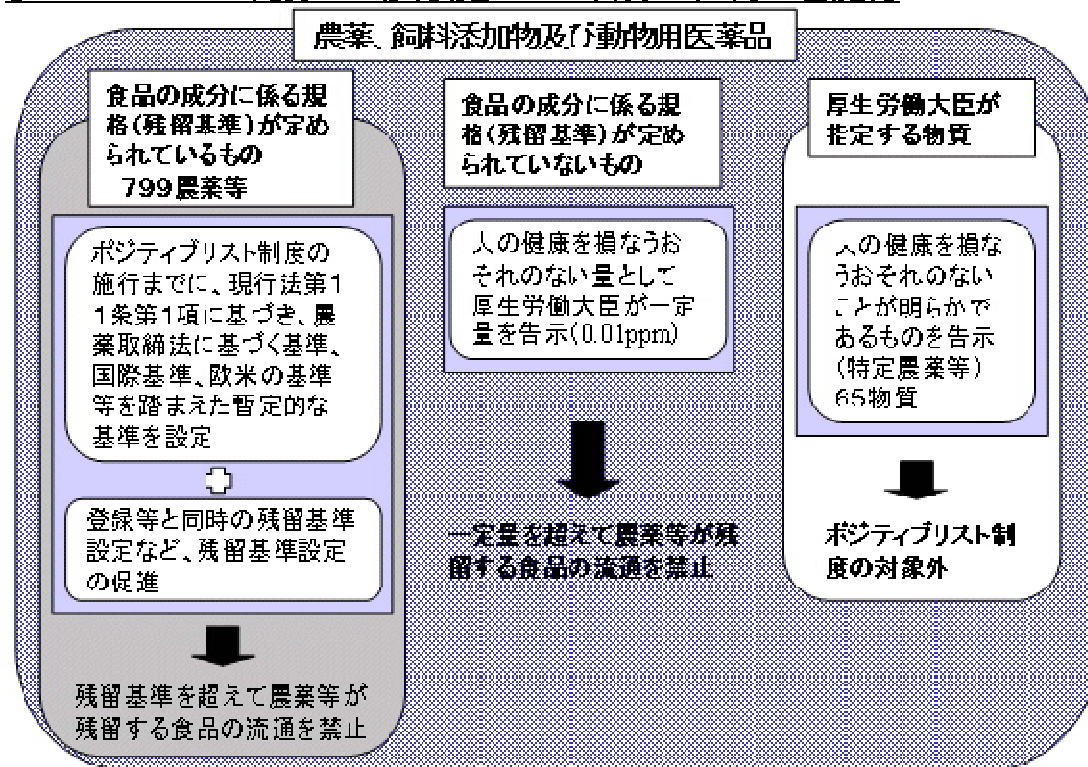 農薬、飼料添加物及び動物用医薬品
食品の成分に係る規
格(残留基準)が定め
られているもの
799農薬等
ポジティブリスト制度の
施行までに、現行法第1
1条第1項に基づき、農
薬取締法に基づく基準、
国際基準、欧米の基準
等を踏まえた暫定的な
基準を設定
登録等と同時の残留基準
設定など、残留基準設定
の促進
残留基準を超えて農薬等が
残留する食品の流通を禁止
食品の成分に係る規
格(残留基準)が定め
られていないもの
人の健康を損なうお
それのない量として
厚生労働大臣が一定
量を告示(0.01ppm)
一定量を超えて農薬等が残
留する食品の流通を禁止
厚生労働大臣が
指定する物質
人の健康を損な
うおそれのない
ことが明らかで
あるものを告示
(特定農薬等)
65物質
ポジティブリスト制
度の対象外